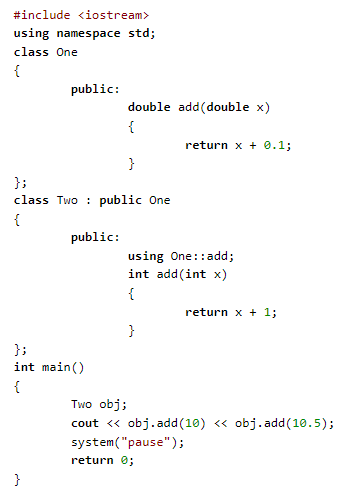 #include <iostream>
using namespace std;
class One
{
public:
double add(double x)
{
return x + 0.1;
}
};
class Two : public One
{
public:
using One::add;
int add(int x)
{
return x + 1;
}
};
int main()
{
Two obj;
cout << obj.add(10) << obj.add(10.5);
system("pause");
return 0;
}